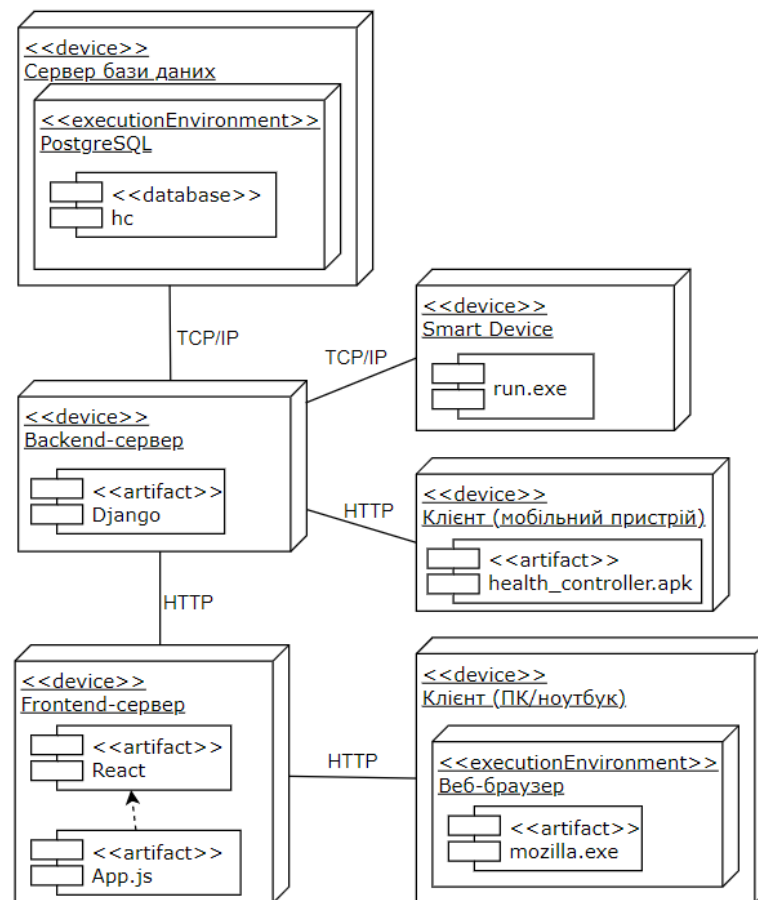 <<device>>
Сервер бази даних
<<executionEnvironment>>
PostgreSQL
<<database>>
hc
TCP/IP
<<device>>
Smart Device
run.exe
TCP/IP
<<device>>
Backend-сервер
<<artifact>>
Django
HTTP
<<device>>
Клієнт (мобільний пристрій)
<<artifact>>
health_controller.apk
HTTP
<<device>>
Frontend-сервер
<<artifact>>
React
<<artifact>>
App.js
HTTP
<<device>>
Клієнт (ПК/ноутбук)
<<executionEnvironment>>
Веб-браузер
<<artifact>>
mozilla.exe